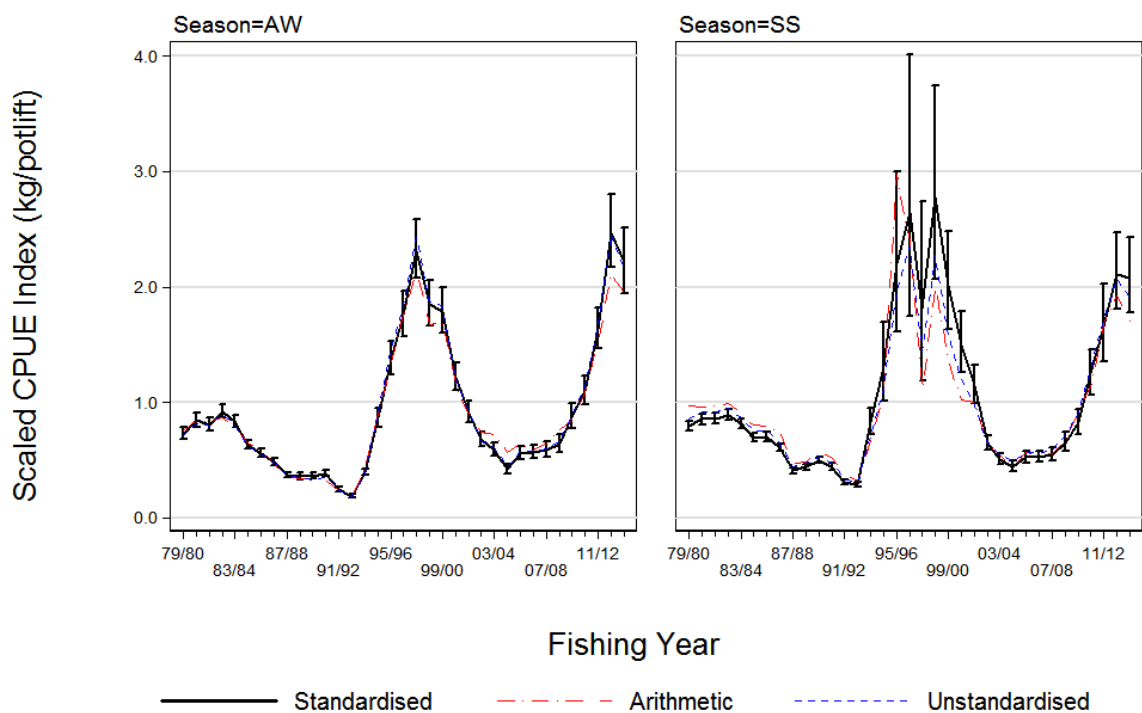 Season=AW
Season=SS
Scaled CPUE Index (kg/potlift)
4.0
3.0
2.0
1.0
0.0
79/80 87/88 95/96 03/04 11/12
83/84 91/92 99/00 07/08
79/80 87/88 95/96 03/04 11/12
83/84 91/92 99/00 07/08
Fishing Year
Standardised Arithmetic Unstandardised